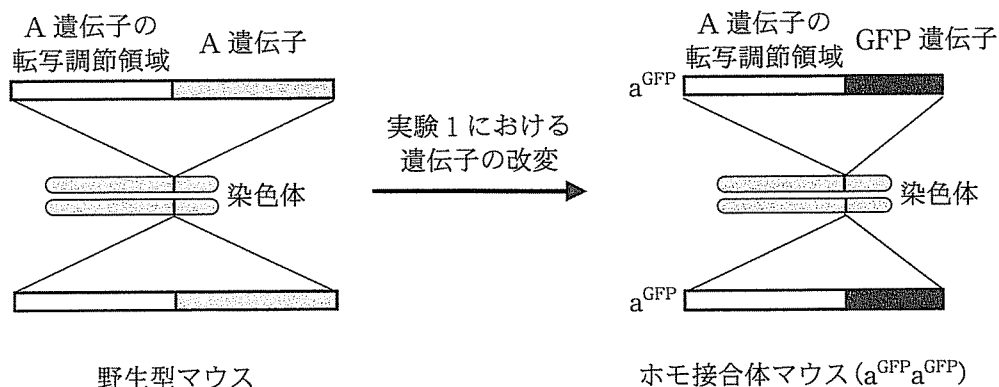 A 遺伝子の
転写調節領域
A 遺伝子
実験1における
遺伝子の改変
染色体
野生型マウス
A 遺伝子の
転写調節領域
GFP 遺伝子
a^GFP
染色体
a^GFP
ホモ接合体マウス(a^GFPa^GFP)